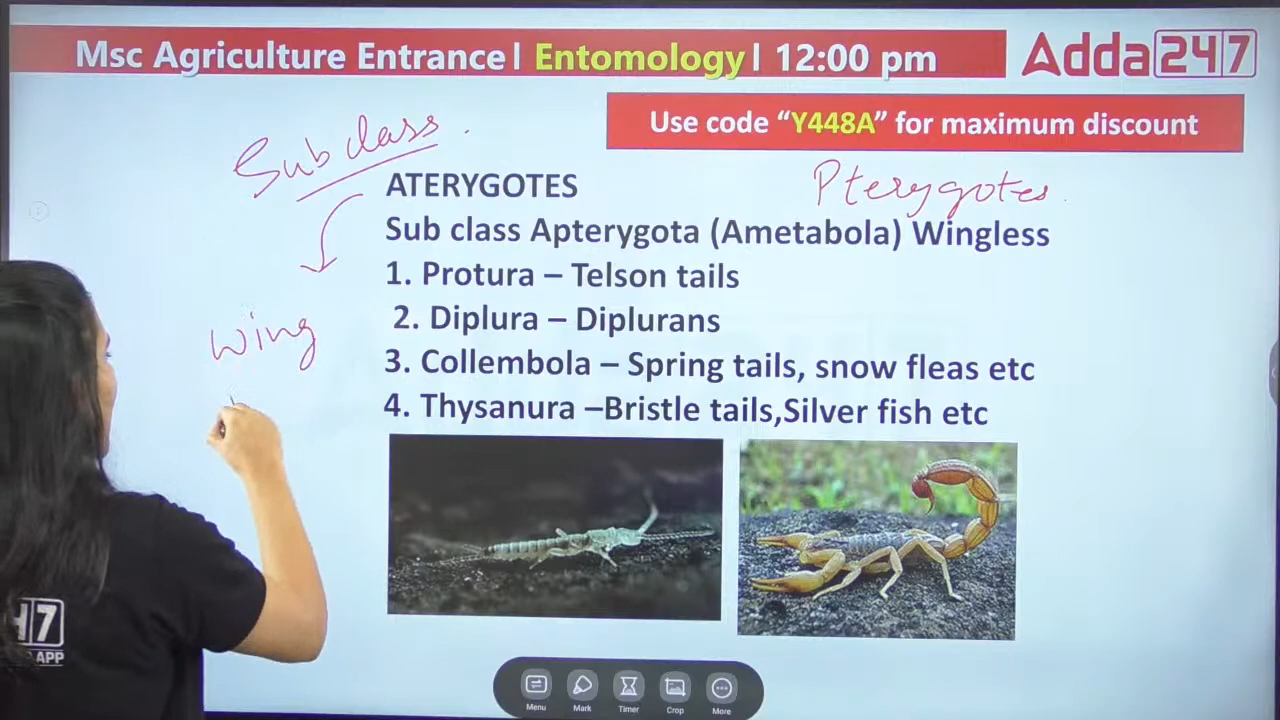 Msc Agriculture Entrance| Entomology| 12:00 pm
Adda247
Use code “Y448A” for maximum discount
Sub class .
ATERYGOTES
Pterygotes .
Sub class Apterygota (Ametabola) Wingless
1. Protura – Telson tails
2. Diplura – Diplurans
wing
3. Collembola – Spring tails, snow fleas etc
4. Thysanura –Bristle tails,Silver fish etc
47
APP
Menu
Mark
Timer
Crop
More